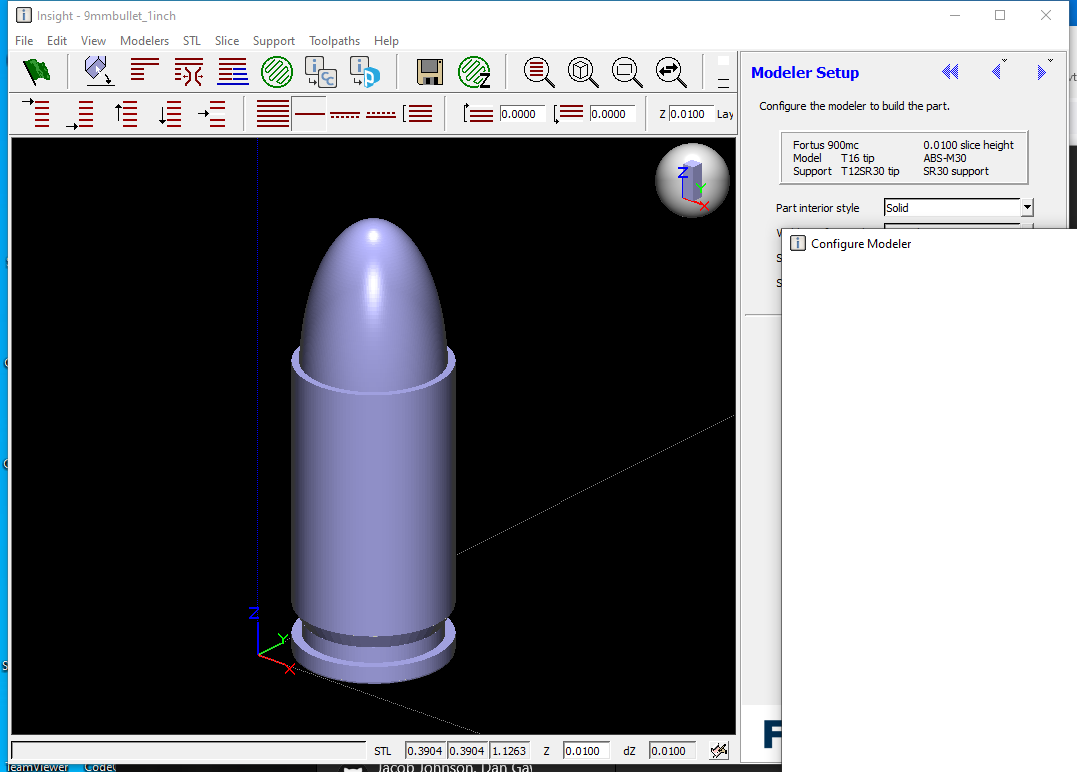 Insight - 9mmbullet_1inch
File Edit View Modelers STL Slice Support Toolpaths Help
Modeler Setup
Configure the modeler to build the part.
0.0000 0.0000 Z 0.0100 Lay
Fortus 900mc 0.0100 slice height
Model T16 tip ABS-M30
Support T12SR30 tip SR30 support
Part interior style Solid
Configure Modeler
Z
Y
X
Z
Y
X
STL 0.3904 0.3904 1.1263 Z 0.0100 dZ 0.0100
TeamViewer
Jacob Johnson, Dan Ga